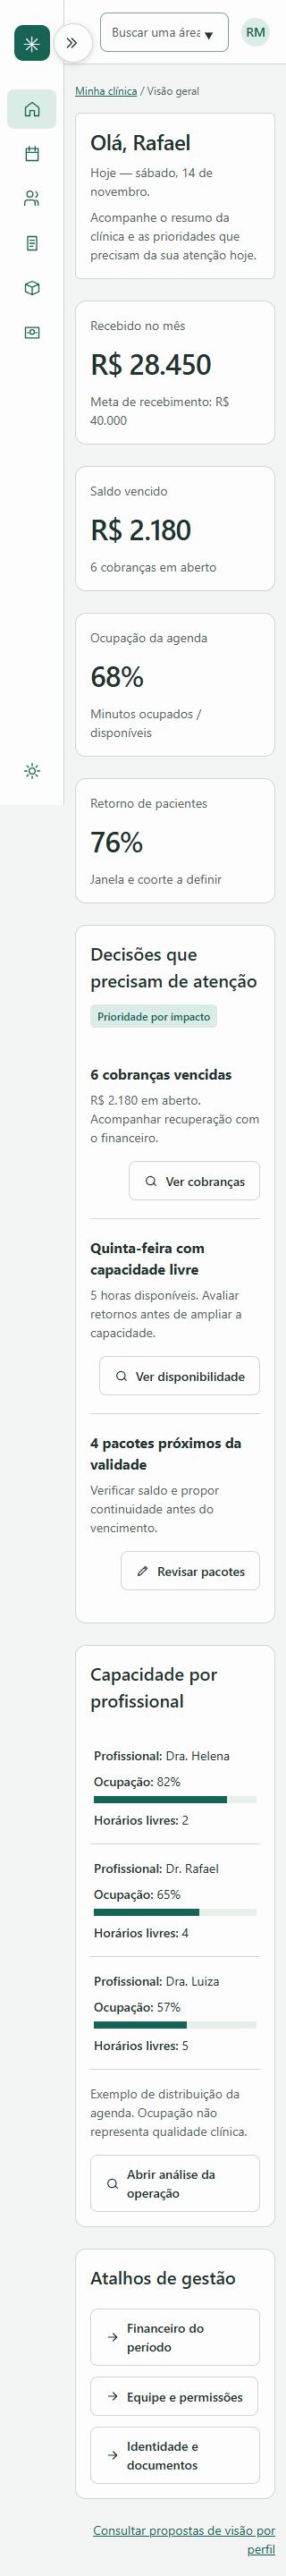 Buscar uma área
RM
Minha clínica / Visão geral
Olá, Rafael
Hoje — sábado, 14 de
novembro.
Acompanhe o resumo da
clínica e as prioridades que
precisam da sua atenção hoje.
Recebido no mês
R$ 28.450
Meta de recebimento: R$
40.000
Saldo vencido
R$ 2.180
6 cobranças em aberto
Ocupação da agenda
68%
Minutos ocupados /
disponíveis
Retorno de pacientes
76%
Janela e coorte a definir
Decisões que
precisam de atenção
Prioridade por impacto
6 cobranças vencidas
R$ 2.180 em aberto.
Acompanhar recuperação com
o financeiro.
Ver cobranças
Quinta-feira com
capacidade livre
5 horas disponíveis. Avaliar
retornos antes de ampliar a
capacidade.
Ver disponibilidade
4 pacotes próximos da
validade
Verificar saldo e propor
continuidade antes do
vencimento.
Revisar pacotes
Capacidade por
profissional
Profissional: Dra. Helena
Ocupação: 82%
Horários livres: 2
Profissional: Dr. Rafael
Ocupação: 65%
Horários livres: 4
Profissional: Dra. Luiza
Ocupação: 57%
Horários livres: 5
Exemplo de distribuição da
agenda. Ocupação não
representa qualidade clínica.
Abrir análise da
operação
Atalhos de gestão
Financeiro do
período
Equipe e permissões
Identidade e
documentos
Consultar propostas de visão por
perfil